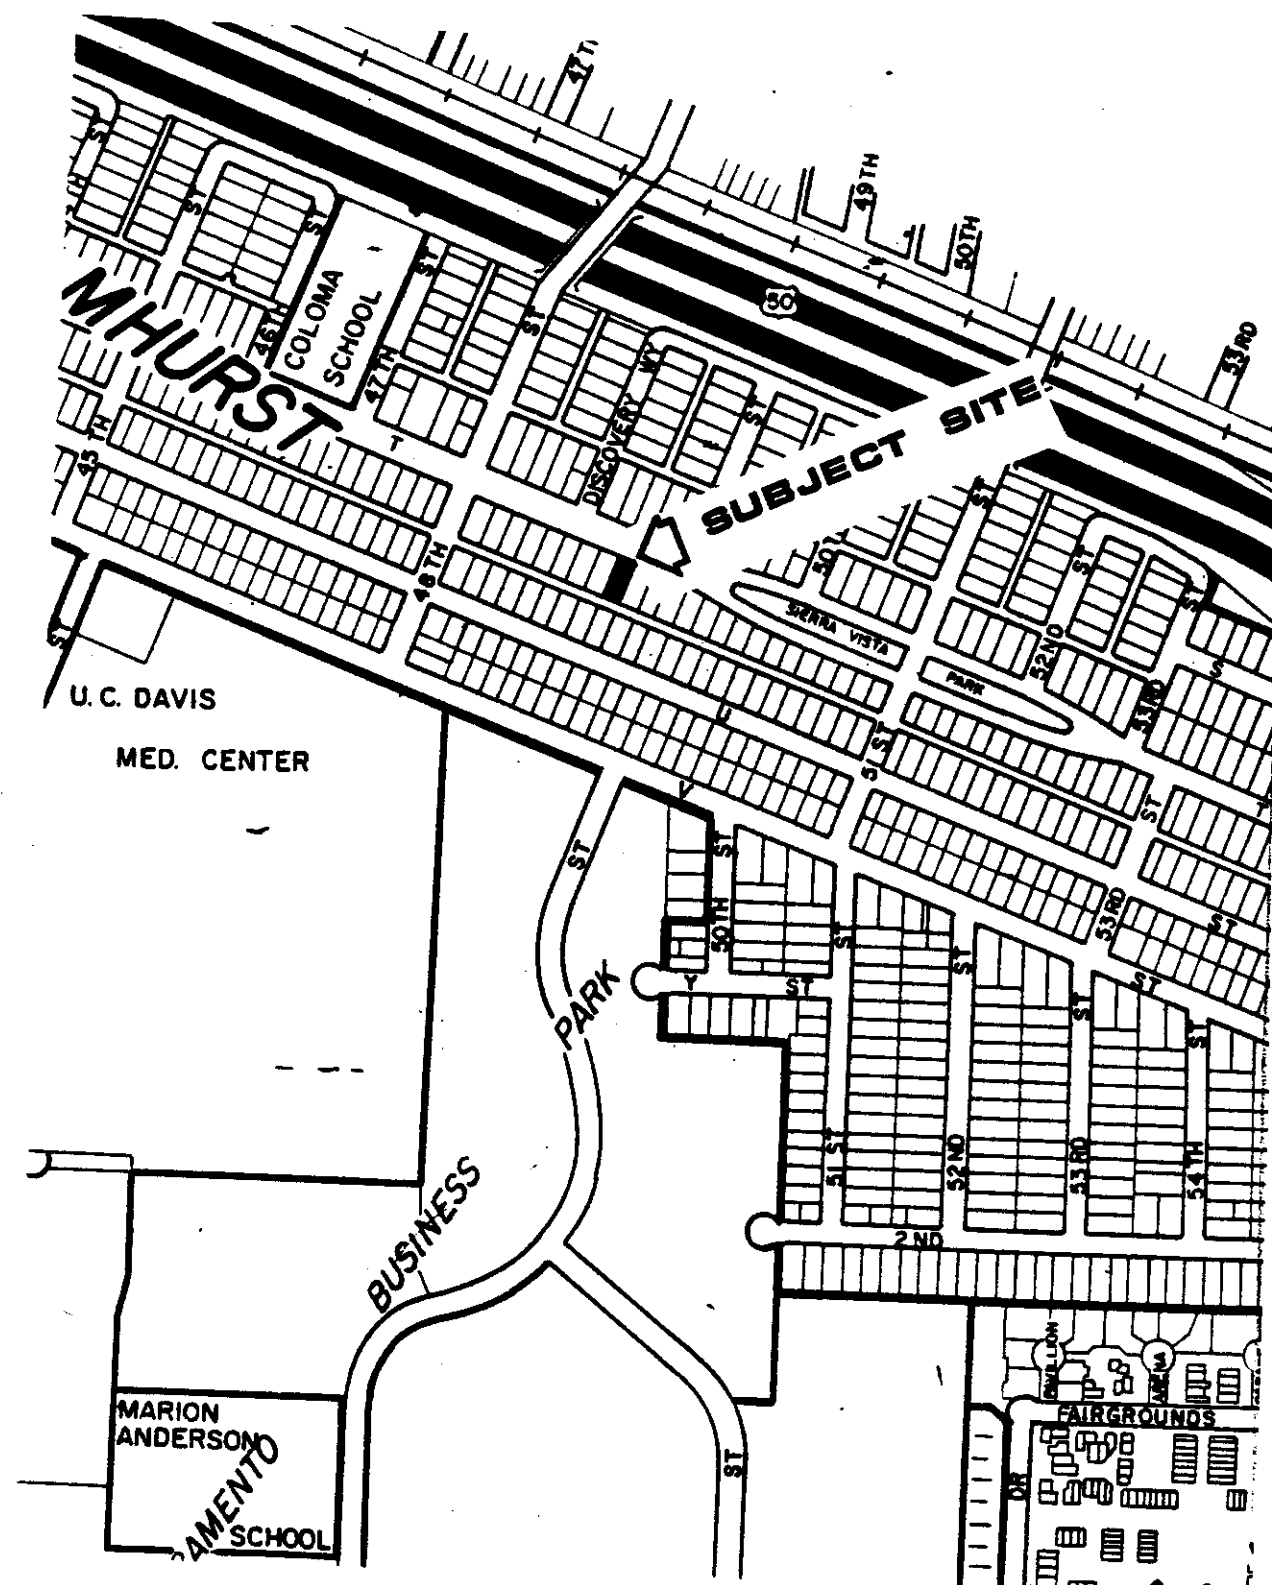 47TH
49TH
50TH
53RD
ST
ST
ST
ST
50
MHURST
46TH
COLOMA
SCHOOL
ST
47TH
ST
T
DISCOVERY WY
ST
SUBJECT SITE
45TH
48TH
ST
ST
ST
52ND
53RD
S
SIERRA VISTA
PARK
ST
U.C. DAVIS
MED. CENTER
U
51 ST
ST
T
V
ST
ST
50TH
ST
ST
53RD
ST
ST
ST
ST
Y ST
PARK
51 ST
52ND
53RD
54TH
BUSINESS
2ND
PAVILLION
ARENA
FAIRGROUNDS
DR
MARION
ANDERSON
AMENTO
SCHOOL
ST